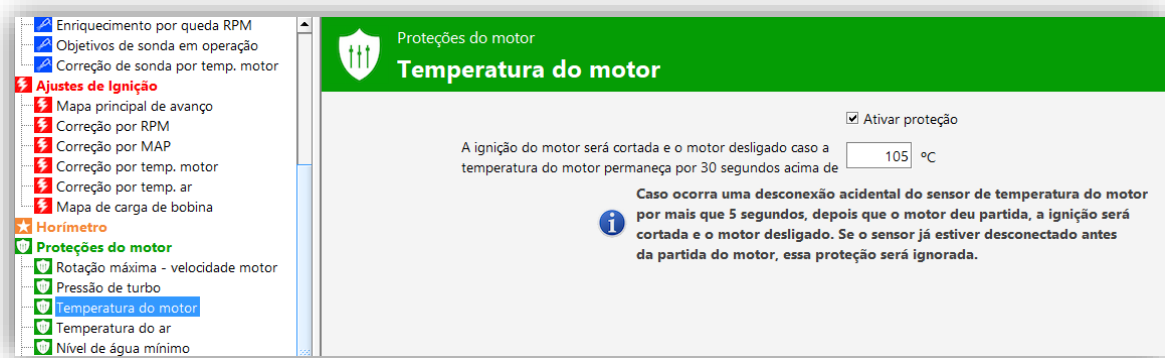 Enriquecimento por queda RPM
Objetivos de sonda em operação
Correção de sonda por temp. motor
Ajustes de Ignição
Mapa principal de avanço
Correção por RPM
Correção por MAP
Correção por temp. motor
Correção por temp. ar
Mapa de carga de bobina
Horímetro
Proteções do motor
Rotação máxima - velocidade motor
Pressão de turbo
Temperatura do motor
Temperatura do ar
Nível de água mínimo
Proteções do motor
Temperatura do motor
Ativar proteção
A ignição do motor será cortada e o motor desligado caso a
temperatura do motor permaneça por 30 segundos acima de
105 ºC
Caso ocorra uma desconexão acidental do sensor de temperatura do motor
por mais que 5 segundos, depois que o motor deu partida, a ignição será
cortada e o motor desligado. Se o sensor já estiver desconectado antes
da partida do motor, essa proteção será ignorada.